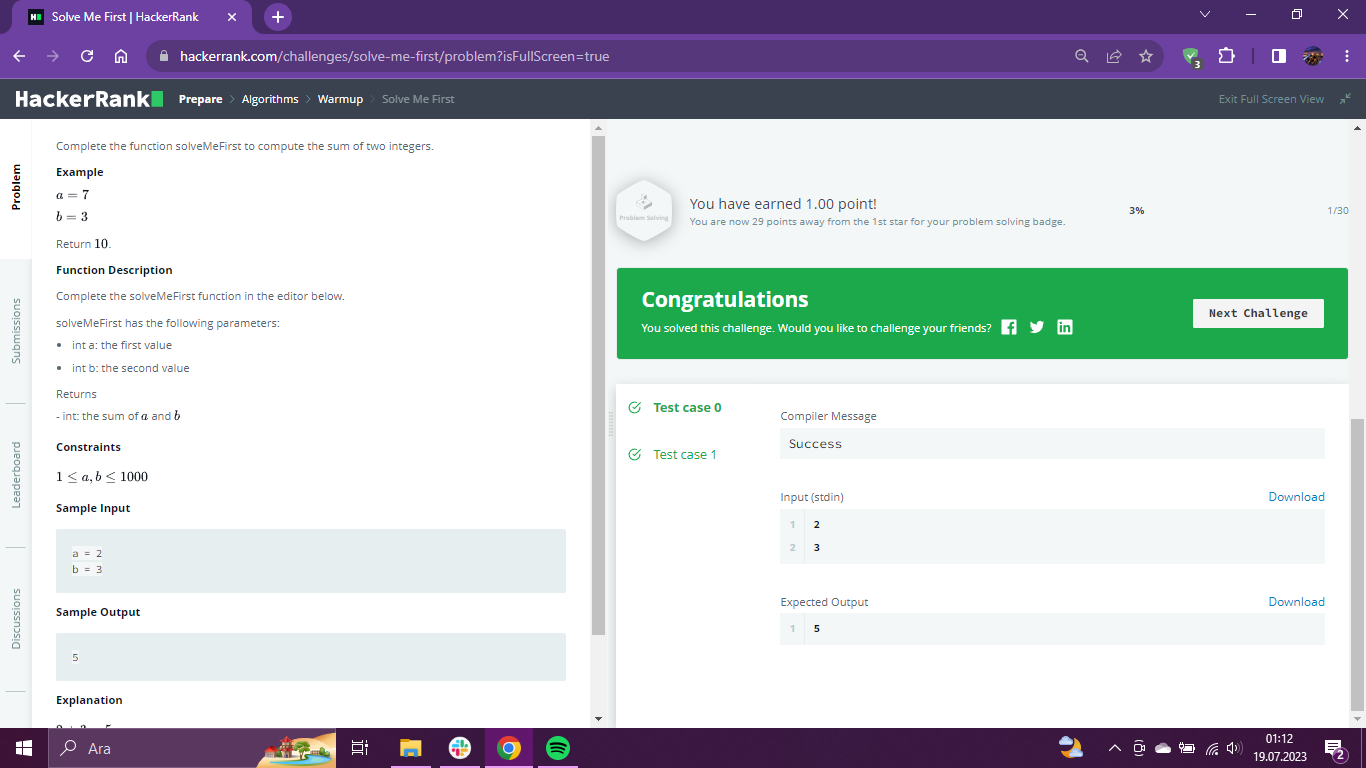 Solve Me First | HackerRank
hackerrank.com/challenges/solve-me-first/problem?isFullScreen=true
3
HackerRank
Prepare > Algorithms > Warmup > Solve Me First
Exit Full Screen View
Problem
Submissions
Leaderboard
Discussions
Complete the function solveMeFirst to compute the sum of two integers.
Example
a = 7
b = 3
Return 10.
Function Description
Complete the solveMeFirst function in the editor below.
solveMeFirst has the following parameters:
• int a: the first value
• int b: the second value
Returns
- int: the sum of a and b
Constraints
1 ≤ a, b ≤ 1000
Sample Input
a = 2
b = 3
Sample Output
5
Explanation
Problem Solving
You have earned 1.00 point!
You are now 29 points away from the 1st star for your problem solving badge.
3%
1/30
Congratulations
You solved this challenge. Would you like to challenge your friends?
Next Challenge
Test case 0
Test case 1
Compiler Message
Success
Input (stdin)
Download
1 2
2 3
Expected Output
Download
1 5
Ara
01:12
19.07.2023
2